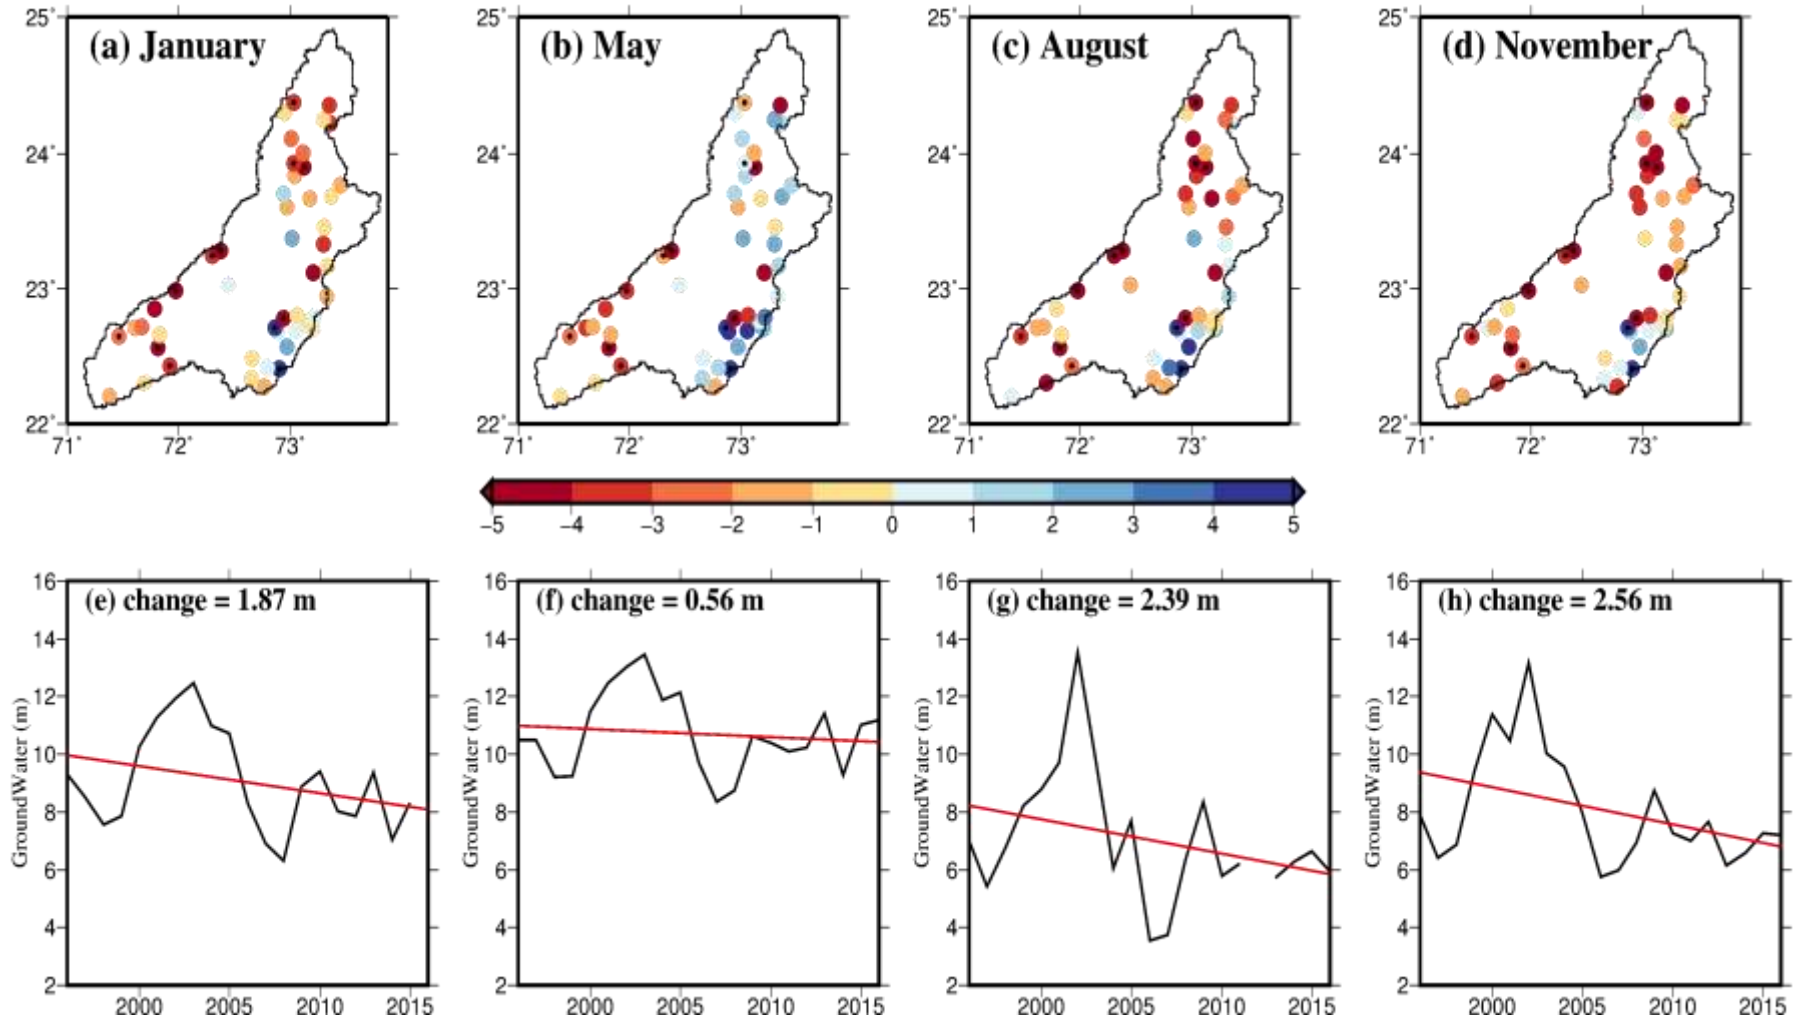 25° 25° 25° 25°
(a) January (b) May (c) August (d) November
24° 24° 24° 24°
23° 23° 23° 23°
22° 22° 22° 22°
71° 72° 73° 71° 72° 73° 71° 72° 73° 71° 72° 73°
−5 −4 −3 −2 −1 0 1 2 3 4 5
16 16 16 16
(e) change = 1.87 m (f) change = 0.56 m (g) change = 2.39 m (h) change = 2.56 m
14 14 14 14
12 12 12 12
10 10 10 10
GroundWater (m) GroundWater (m) GroundWater (m) GroundWater (m)
8 8 8 8
6 6 6 6
4 4 4 4
2 2 2 2
2000 2005 2010 2015 2000 2005 2010 2015 2000 2005 2010 2015 2000 2005 2010 2015